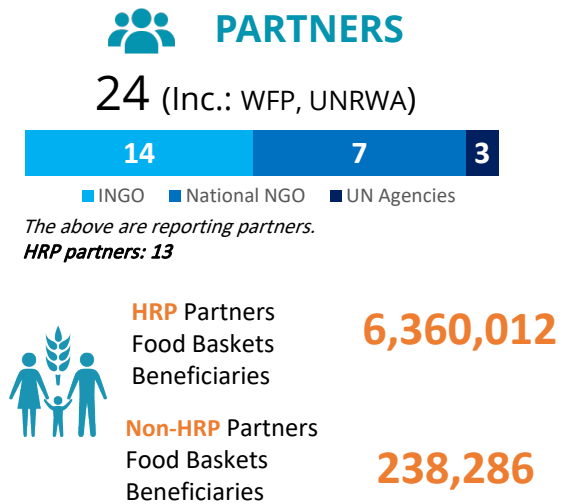 PARTNERS
24 (Inc.: WFP, UNRWA)
14 7 3
INGO National NGO UN Agencies
The above are reporting partners.
HRP partners: 13
HRP Partners
Food Baskets
Beneficiaries
6,360,012
Non-HRP Partners
Food Baskets
Beneficiaries
238,286